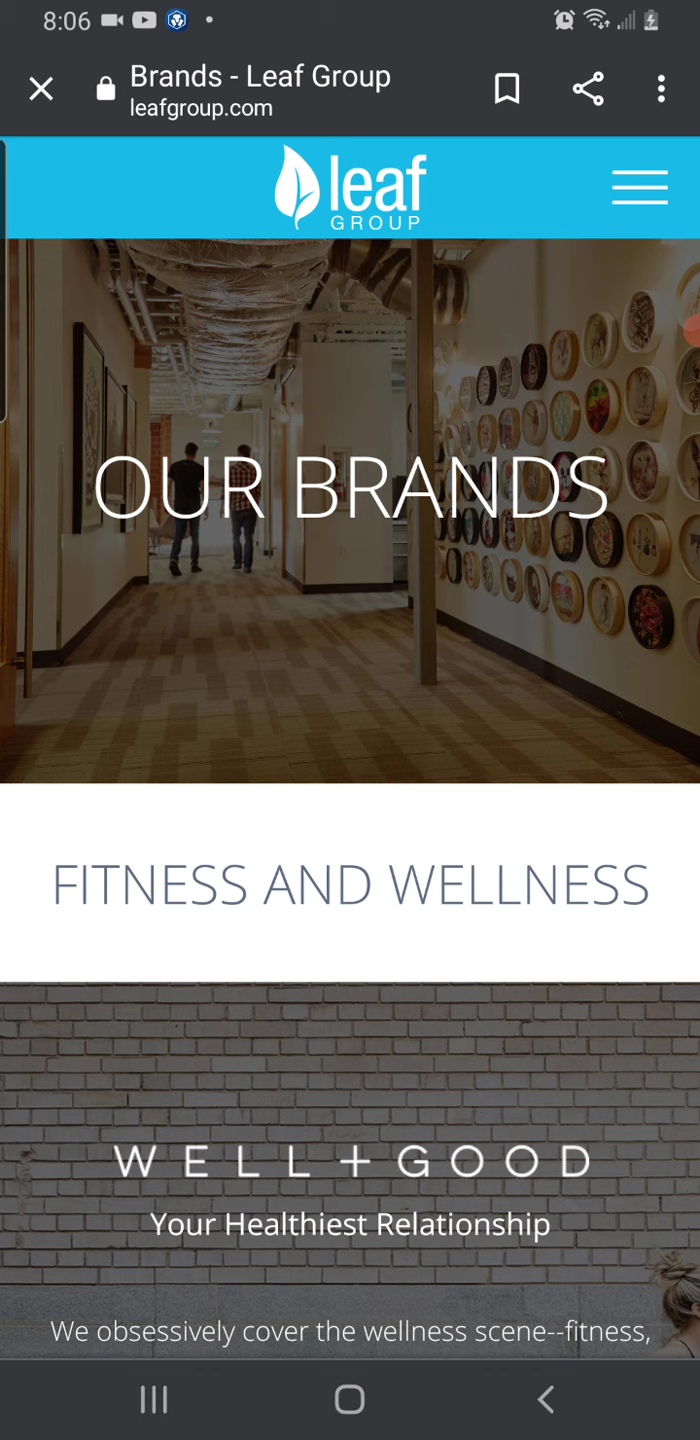 8:06
Brands - Leaf Group
leafgroup.com
leaf
GROUP
OUR BRANDS
FITNESS AND WELLNESS
WELL+GOOD
Your Healthiest Relationship
We obsessively cover the wellness scene--fitness,